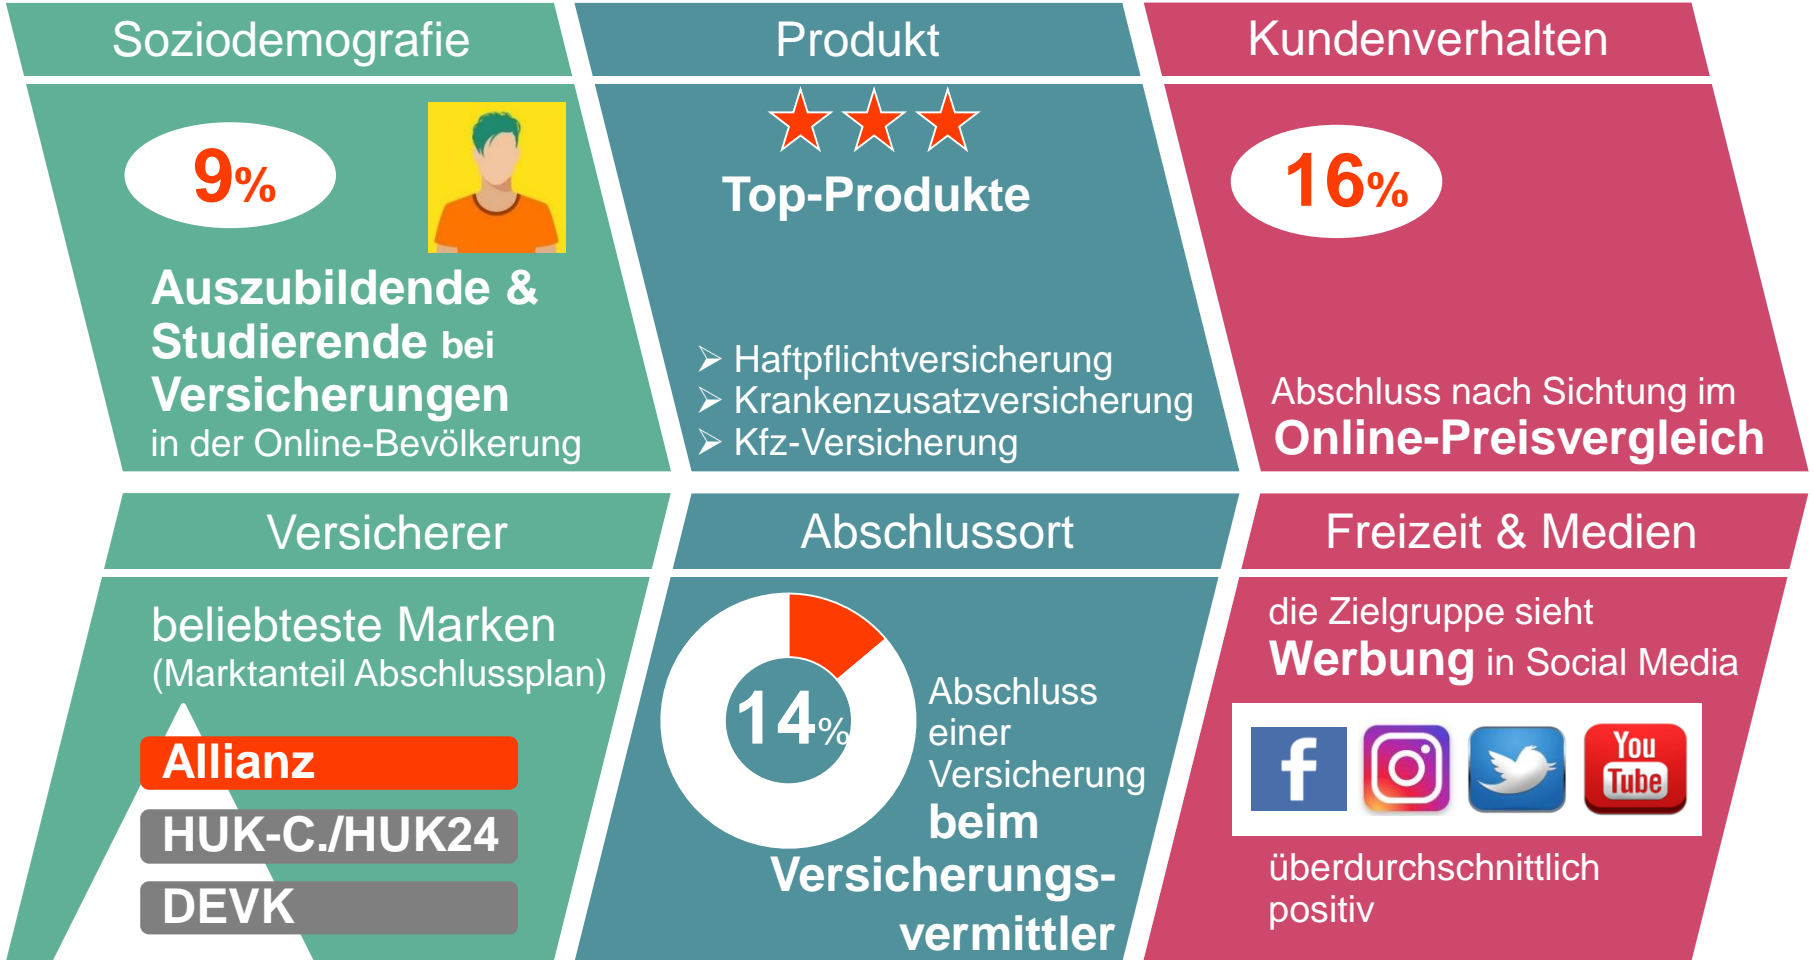 Soziodemografie
9%
Auszubildende &
Studierende bei
Versicherungen
in der Online-Bevölkerung
Produkt
Top-Produkte
➢ Haftpflichtversicherung
➢ Krankenzusatzversicherung
➢ Kfz-Versicherung
Kundenverhalten
16%
Abschluss nach Sichtung im
Online-Preisvergleich
Versicherer
beliebteste Marken
(Marktanteil Abschlussplan)
Allianz
HUK-C./HUK24
DEVK
Abschlussort
14%
Abschluss
einer
Versicherung
beim
Versicherungs-
vermittler
Freizeit & Medien
die Zielgruppe sieht
Werbung in Social Media
f
You
Tube
überdurchschnittlich
positiv